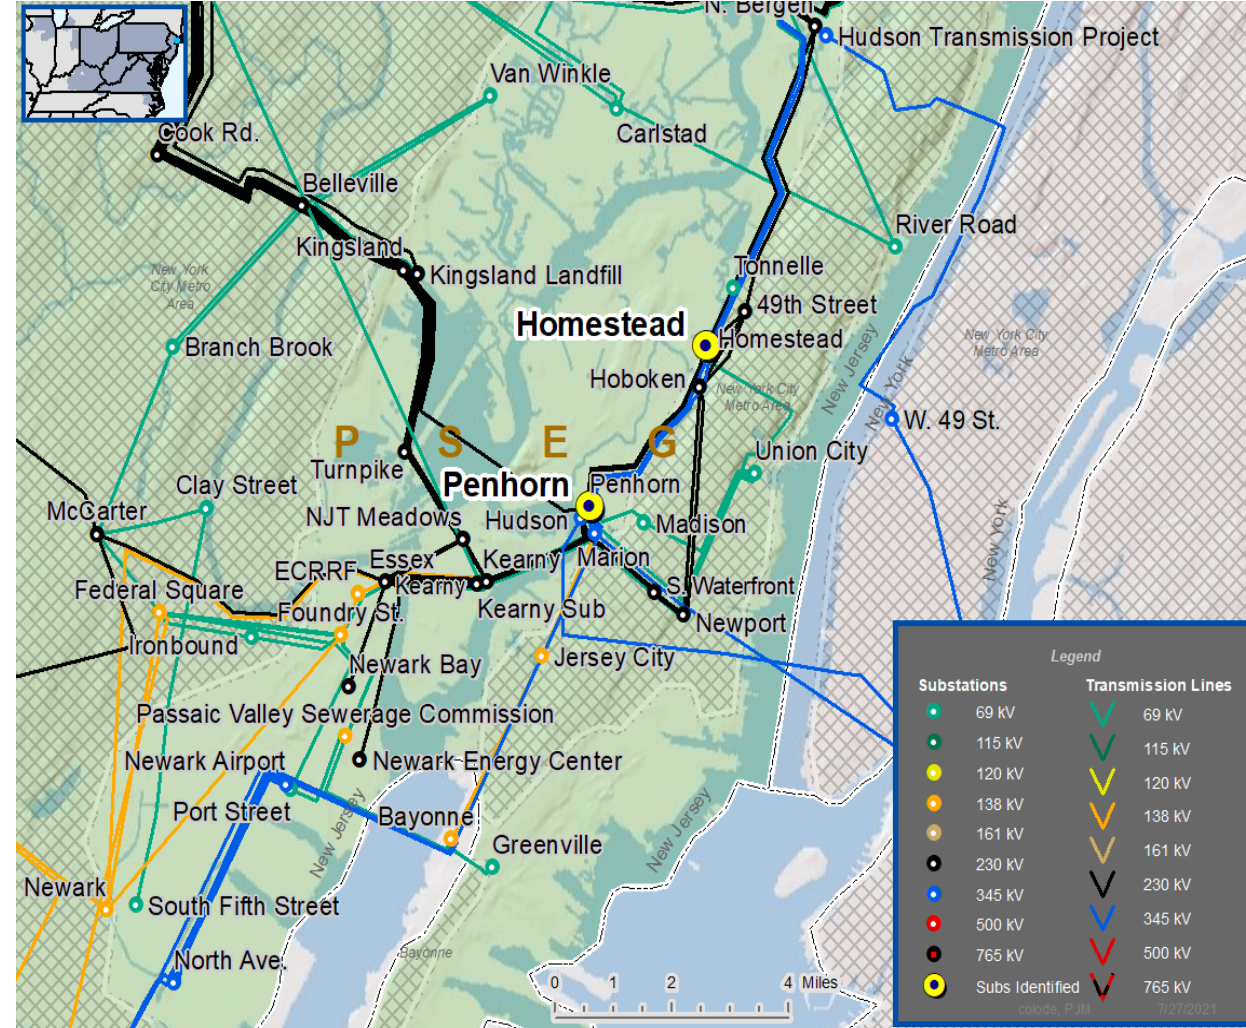 N. Bergen
Hudson Transmission Project
Van Winkle
Carlstad
Cook Rd.
Belleville
River Road
Kingsland
Kingsland Landfill
Tonnelle
New York
City Metro
Area
49th Street
Homestead
Homestead
New York City
Metro Area
Branch Brook
Hoboken
New York City
Metro Area
New Jersey
New York
W. 49 St.
P S E G
Turnpike
Union City
Penhorn
Penhorn
Clay Street
McCarter
NJT Meadows
Hudson
Madison
New York
ECRRF
Essex
Kearny
Marion
Kearny
S. Waterfront
Federal Square
Foundry St.
Kearny Sub
Newport
Ironbound
Newark Bay
Jersey City
Passaic Valley Sewerage Commission
Newark Airport
Newark Energy Center
Port Street
New Jersey
Bayonne
New Jersey
Greenville
Newark
South Fifth Street
Bayonne
North Ave.
0 1 2 4 Miles
Legend
Substations Transmission Lines
69 kV 69 kV
115 kV 115 kV
120 kV 120 kV
138 kV 138 kV
161 kV 161 kV
230 kV 230 kV
345 kV 345 kV
500 kV 500 kV
765 kV 765 kV
Subs Identified
colode; PJM 7/27/2021